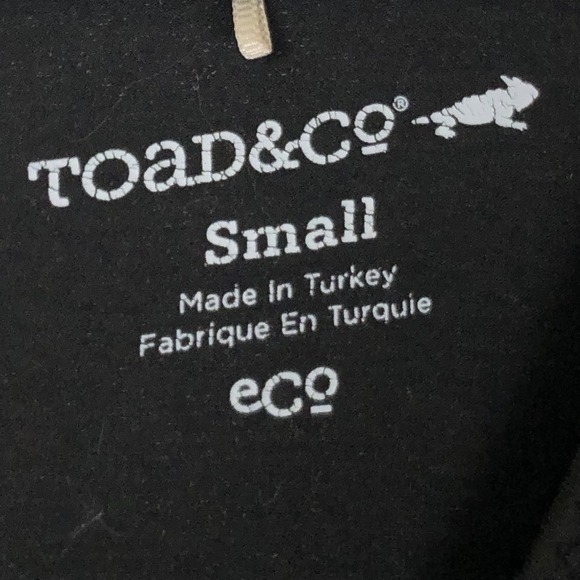 TOAD&CO®
Small
Made In Turkey
Fabrique En Turquie
eco